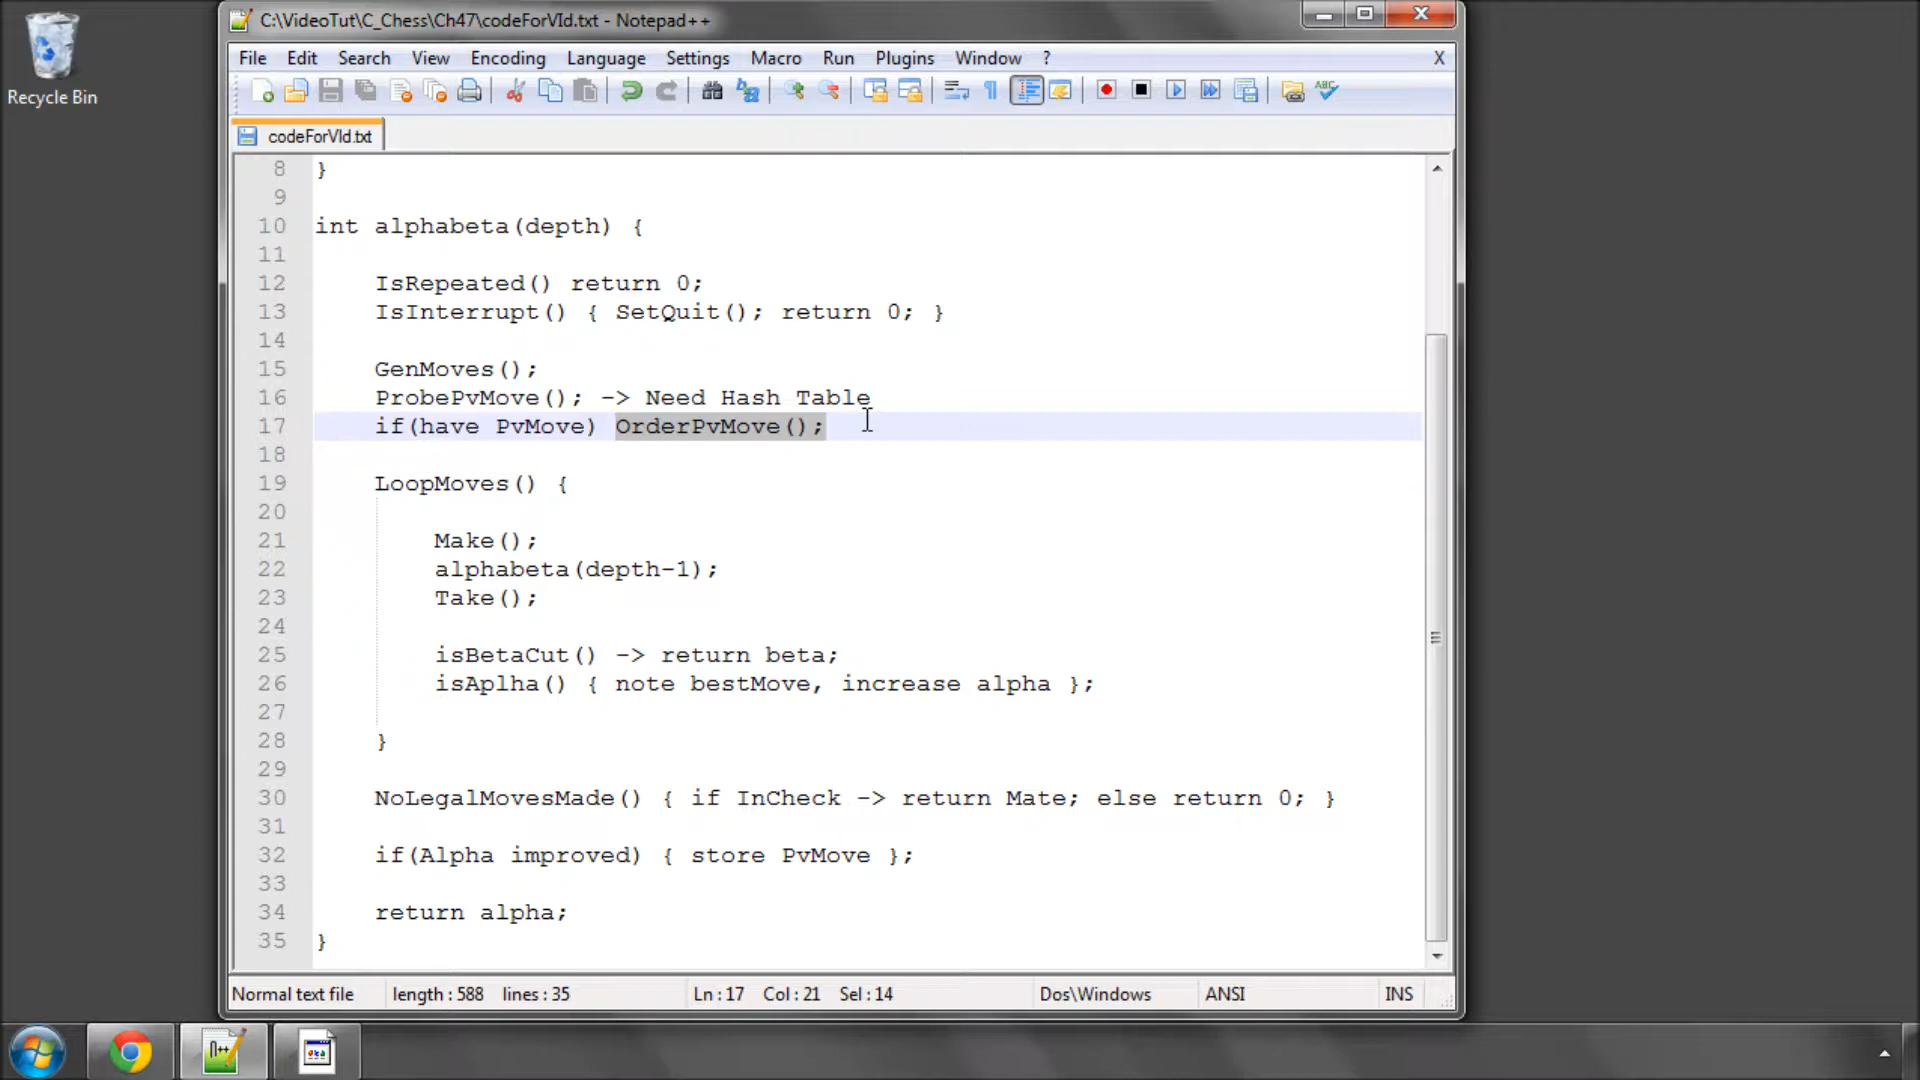 C:\VideoTut\C_Chess\Ch47\codeForVId.txt - Notepad++
Recycle Bin
File Edit Search View Encoding Language Settings Macro Run Plugins Window ? X
codeForVId.txt
8 }
9
10 int alphabeta(depth) {
11
12 IsRepeated() return 0;
13 IsInterrupt() { SetQuit(); return 0; }
14
15 GenMoves();
16 ProbePvMove(); -> Need Hash Table
17 if(have PvMove) OrderPvMove();
18
19 LoopMoves() {
20
21 Make();
22 alphabeta(depth-1);
23 Take();
24
25 isBetaCut() -> return beta;
26 isAplha() { note bestMove, increase alpha };
27
28 }
29
30 NoLegalMovesMade() { if InCheck -> return Mate; else return 0; }
31
32 if(Alpha improved) { store PvMove };
33
34 return alpha;
35 }
Normal text file length : 588 lines : 35 Ln : 17 Col : 21 Sel : 14 Dos\Windows ANSI INS